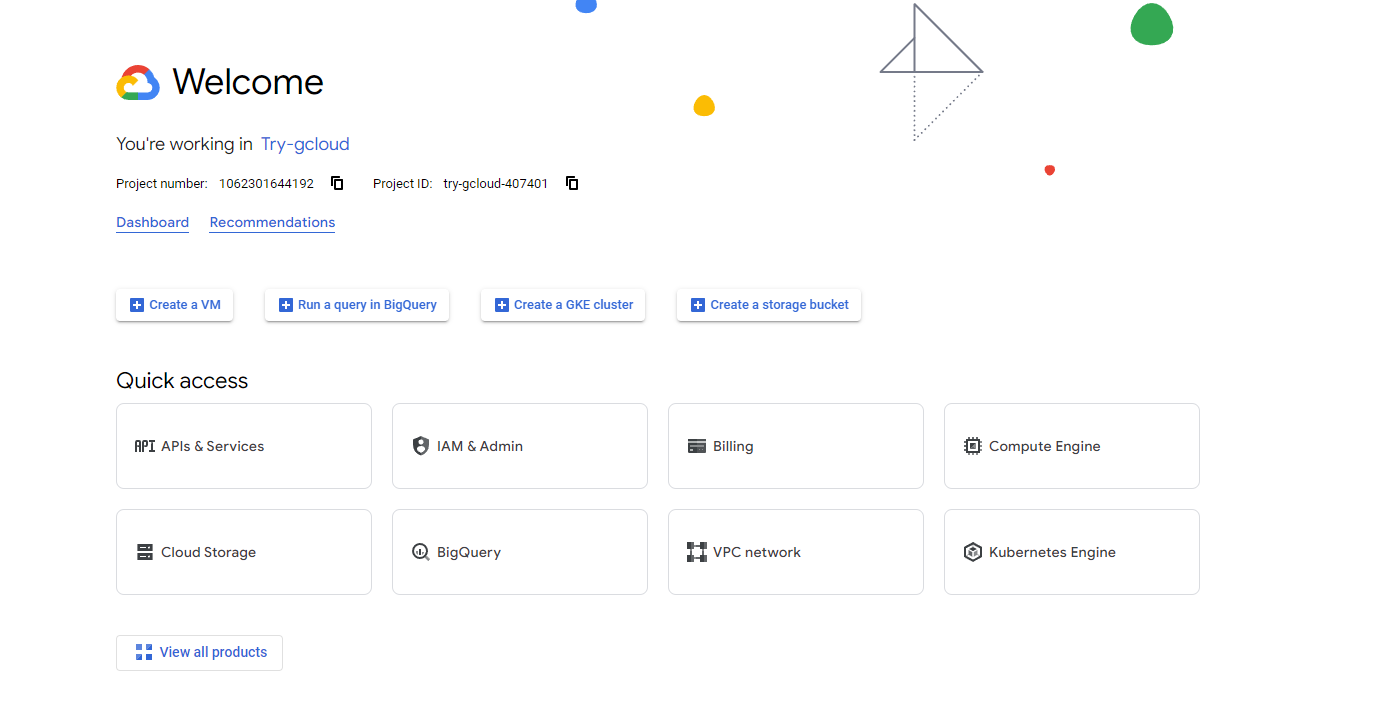 Welcome
You're working in Try-gcloud
Project number: 1062301644192 Project ID: try-gcloud-407401
Dashboard Recommendations
Create a VM Run a query in BigQuery Create a GKE cluster Create a storage bucket
Quick access
API APIs & Services IAM & Admin Billing Compute Engine
Cloud Storage BigQuery VPC network Kubernetes Engine
View all products